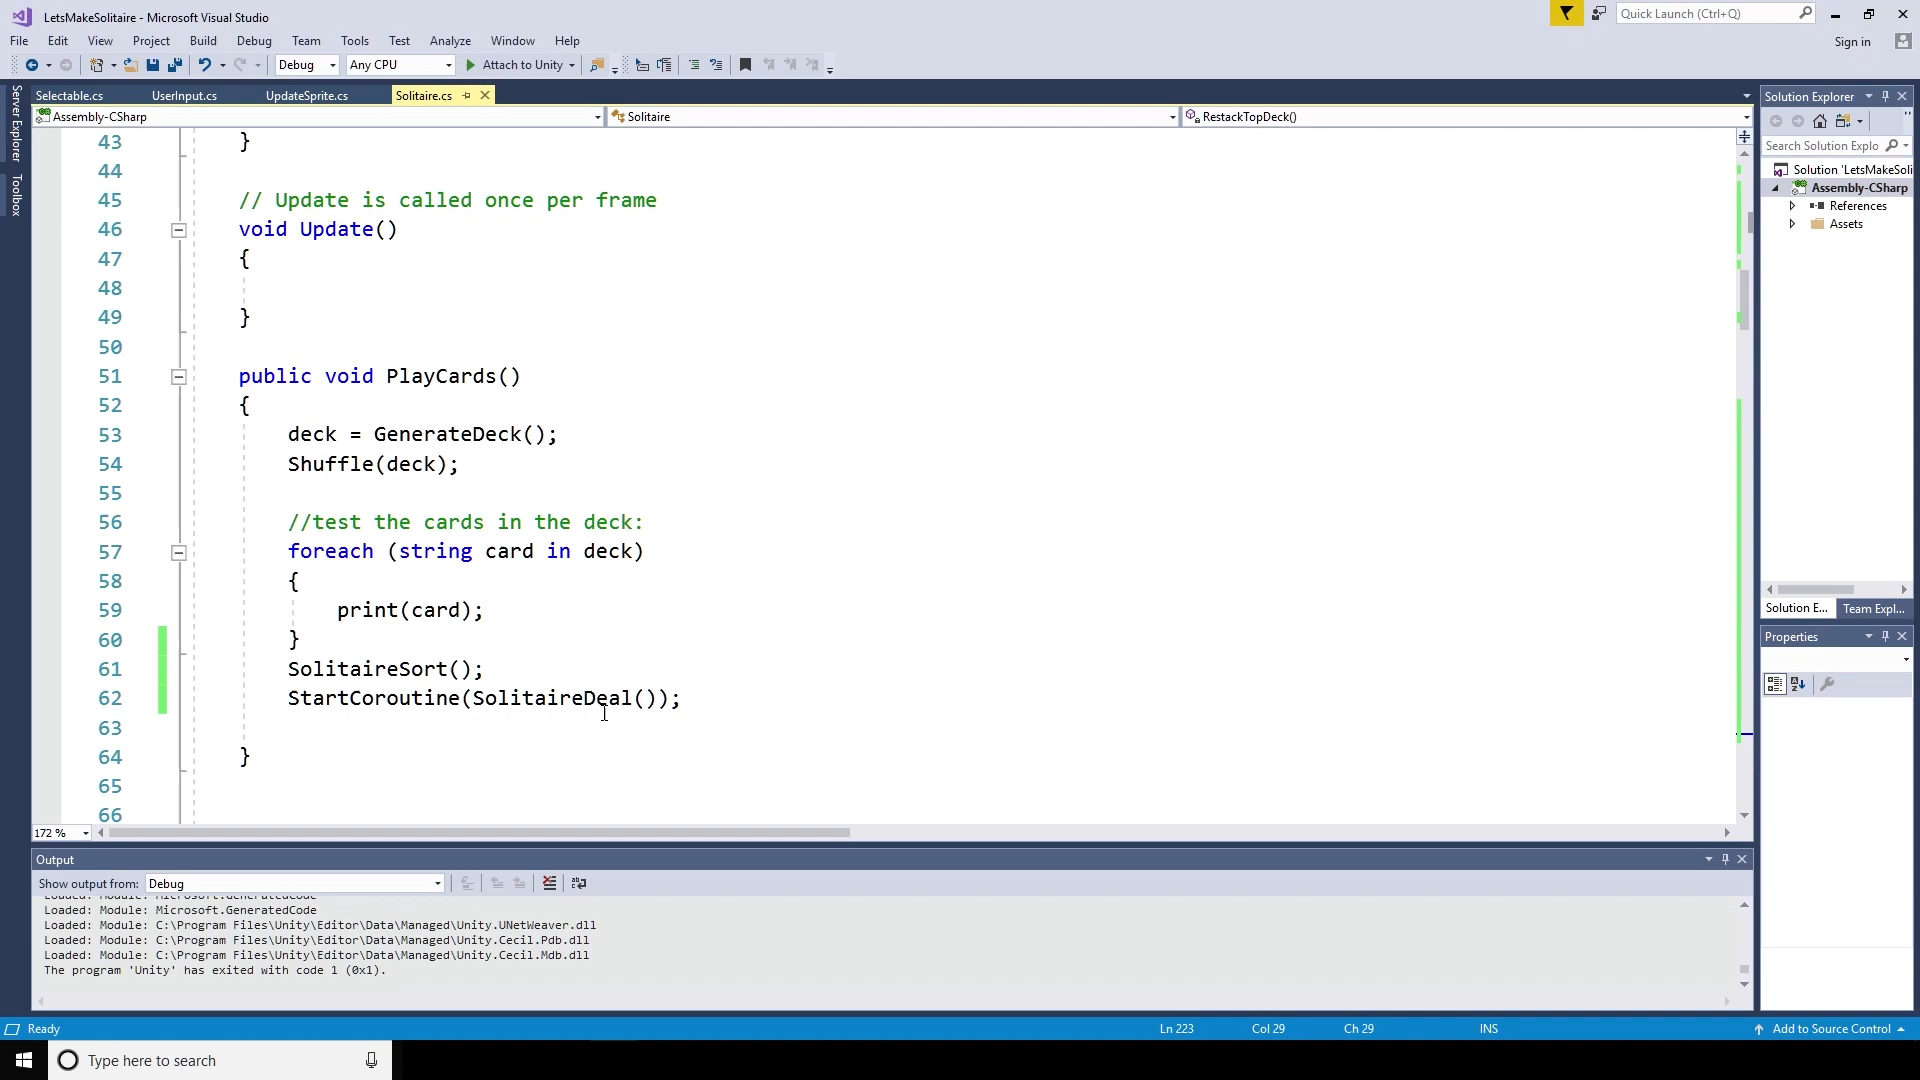 LetsMakeSolitaire - Microsoft Visual Studio
Quick Launch (Ctrl+Q)
File Edit View Project Build Debug Team Tools Test Analyze Window Help
Sign in
Debug Any CPU Attach to Unity
Server Explorer
Toolbox
Selectable.cs UserInput.cs UpdateSprite.cs Solitaire.cs
Assembly-CSharp Solitaire RestackTopDeck()
43 }
44
45 // Update is called once per frame
46 void Update()
47 {
48
49 }
50
51 public void PlayCards()
52 {
53 deck = GenerateDeck();
54 Shuffle(deck);
55
56 //test the cards in the deck:
57 foreach (string card in deck)
58 {
59 print(card);
60 }
61 SolitaireSort();
62 StartCoroutine(SolitaireDeal());
63
64 }
65
66
172 %
Solution Explorer
Search Solution Explo
Solution 'LetsMakeSoli
Assembly-CSharp
References
Assets
Solution E... Team Expl...
Properties
Output
Show output from: Debug
Loaded: Module: Microsoft.GeneratedCode
Loaded: Module: Microsoft.GeneratedCode
Loaded: Module: C:\Program Files\Unity\Editor\Data\Managed\Unity.UNetWeaver.dll
Loaded: Module: C:\Program Files\Unity\Editor\Data\Managed\Unity.Cecil.Pdb.dll
Loaded: Module: C:\Program Files\Unity\Editor\Data\Managed\Unity.Cecil.Mdb.dll
The program 'Unity' has exited with code 1 (0x1).
Ready Ln 223 Col 29 Ch 29 INS Add to Source Control
Type here to search